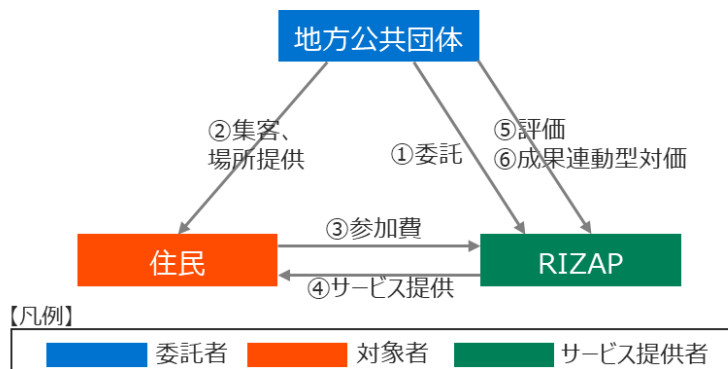 地方公共団体
②集客、
場所提供
①委託
⑤評価
⑥成果連動型対価
住民
③参加費
RIZAP
④サービス提供
【凡例】
委託者
対象者
サービス提供者